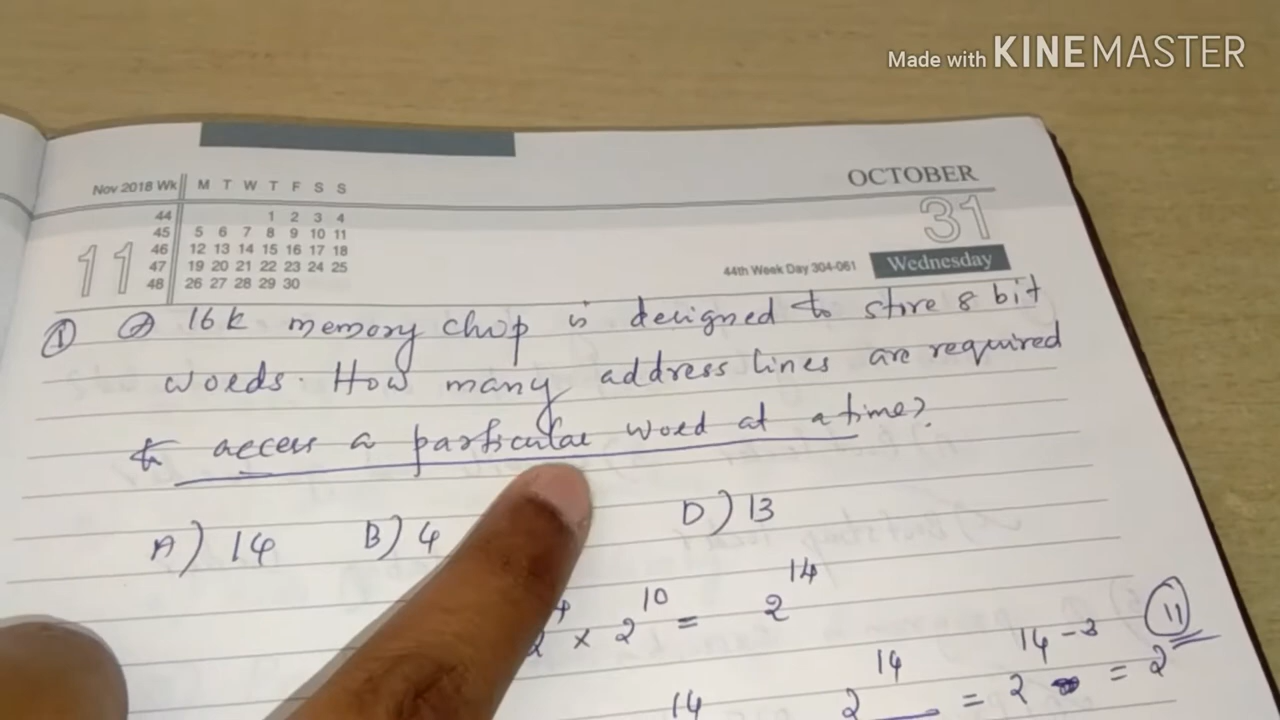 Made with KINEMASTER
Nov 2018 Wk M T W T F S S
OCTOBER
44 1 2 3 4
45 5 6 7 8 9 10 11
46 12 13 14 15 16 17 18
47 19 20 21 22 23 24 25
48 26 27 28 29 30
11
31
44th Week Day 304-061 Wednesday
① 16k memory chip is designed to store 8 bit
words. How many address lines are required
to access a particular word at a time?
A) 14 B) 4 D) 13
2^4 × 2^10 = 2^14
14 2^14 = 2^14-3 = 2^11